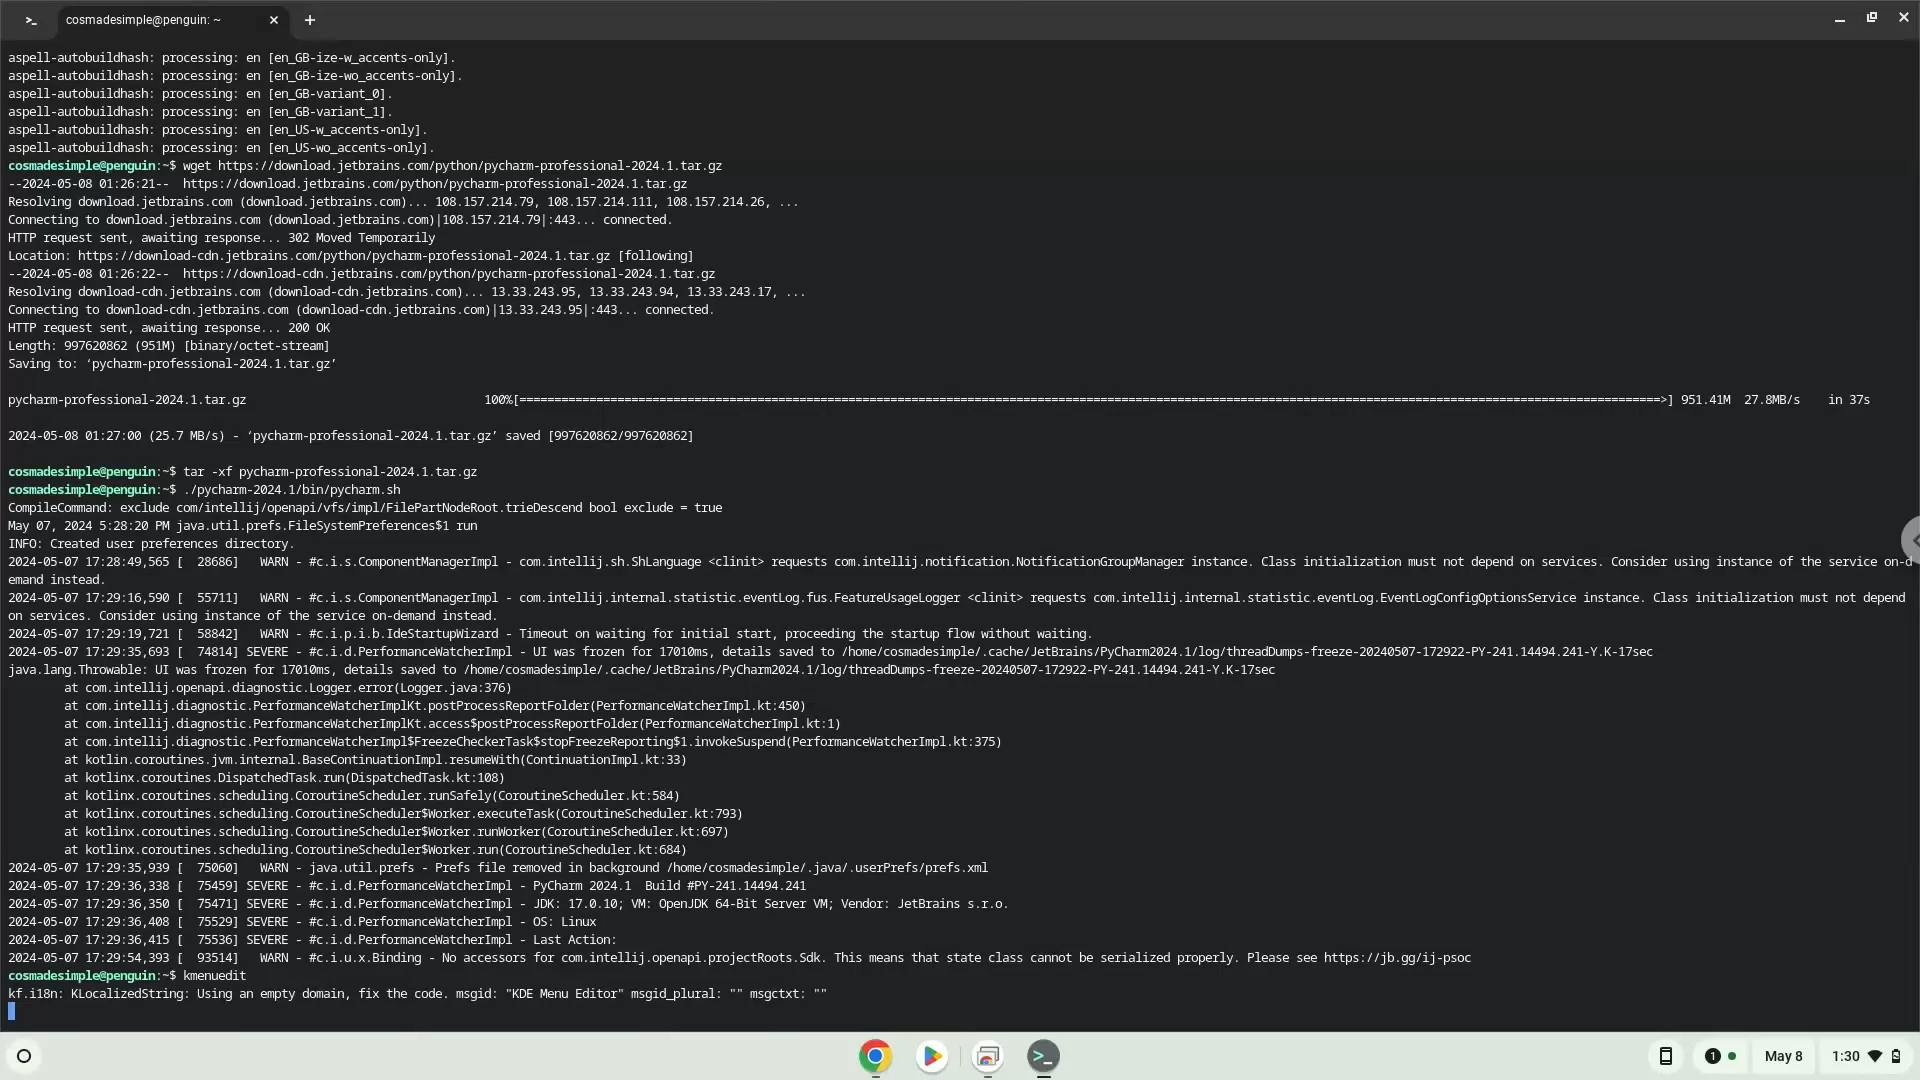 cosmadesimple@penguin: ~
aspell-autobuildhash: processing: en [en_GB-ize-w_accents-only].
aspell-autobuildhash: processing: en [en_GB-ize-wo_accents-only].
aspell-autobuildhash: processing: en [en_GB-variant_0].
aspell-autobuildhash: processing: en [en_GB-variant_1].
aspell-autobuildhash: processing: en [en_US-w_accents-only].
aspell-autobuildhash: processing: en [en_US-wo_accents-only].
cosmadesimple@penguin:~$ wget https://download.jetbrains.com/python/pycharm-professional-2024.1.tar.gz
--2024-05-08 01:26:21--  https://download.jetbrains.com/python/pycharm-professional-2024.1.tar.gz
Resolving download.jetbrains.com (download.jetbrains.com)... 108.157.214.79, 108.157.214.111, 108.157.214.26, ...
Connecting to download.jetbrains.com (download.jetbrains.com)|108.157.214.79|:443... connected.
HTTP request sent, awaiting response... 302 Moved Temporarily
Location: https://download-cdn.jetbrains.com/python/pycharm-professional-2024.1.tar.gz [following]
--2024-05-08 01:26:22--  https://download-cdn.jetbrains.com/python/pycharm-professional-2024.1.tar.gz
Resolving download-cdn.jetbrains.com (download-cdn.jetbrains.com)... 13.33.243.95, 13.33.243.94, 13.33.243.17, ...
Connecting to download-cdn.jetbrains.com (download-cdn.jetbrains.com)|13.33.243.95|:443... connected.
HTTP request sent, awaiting response... 200 OK
Length: 997620862 (951M) [binary/octet-stream]
Saving to: ‘pycharm-professional-2024.1.tar.gz’
pycharm-professional-2024.1.tar.gz 100%[===================>] 951.41M  27.8MB/s    in 37s
2024-05-08 01:27:00 (25.7 MB/s) - ‘pycharm-professional-2024.1.tar.gz’ saved [997620862/997620862]
cosmadesimple@penguin:~$ tar -xf pycharm-professional-2024.1.tar.gz
cosmadesimple@penguin:~$ ./pycharm-2024.1/bin/pycharm.sh
CompileCommand: exclude com/intellij/openapi/vfs/impl/FilePartNodeRoot.trieDescend bool exclude = true
May 07, 2024 5:28:20 PM java.util.prefs.FileSystemPreferences$1 run
INFO: Created user preferences directory.
2024-05-07 17:28:49,565 [  28686]   WARN - #c.i.s.ComponentManagerImpl - com.intellij.sh.ShLanguage <clinit> requests com.intellij.notification.NotificationGroupManager instance. Class initialization must not depend on services. Consider using instance of the service on-d
emand instead.
2024-05-07 17:29:16,590 [  55711]   WARN - #c.i.s.ComponentManagerImpl - com.intellij.internal.statistic.eventLog.fus.FeatureUsageLogger <clinit> requests com.intellij.internal.statistic.eventLog.EventLogConfigOptionsService instance. Class initialization must not depend
on services. Consider using instance of the service on-demand instead.
2024-05-07 17:29:19,721 [  58842]   WARN - #c.i.p.i.b.IdeStartupWizard - Timeout on waiting for initial start, proceeding the startup flow without waiting.
2024-05-07 17:29:35,693 [  74814] SEVERE - #c.i.d.PerformanceWatcherImpl - UI was frozen for 17010ms, details saved to /home/cosmadesimple/.cache/JetBrains/PyCharm2024.1/log/threadDumps-freeze-20240507-172922-PY-241.14494.241-Y.K-17sec
java.lang.Throwable: UI was frozen for 17010ms, details saved to /home/cosmadesimple/.cache/JetBrains/PyCharm2024.1/log/threadDumps-freeze-20240507-172922-PY-241.14494.241-Y.K-17sec
at com.intellij.openapi.diagnostic.Logger.error(Logger.java:376)
at com.intellij.diagnostic.PerformanceWatcherImplKt.postProcessReportFolder(PerformanceWatcherImpl.kt:450)
at com.intellij.diagnostic.PerformanceWatcherImplKt.access$postProcessReportFolder(PerformanceWatcherImpl.kt:1)
at com.intellij.diagnostic.PerformanceWatcherImpl$FreezeCheckerTask$stopFreezeReporting$1.invokeSuspend(PerformanceWatcherImpl.kt:375)
at kotlin.coroutines.jvm.internal.BaseContinuationImpl.resumeWith(ContinuationImpl.kt:33)
at kotlinx.coroutines.DispatchedTask.run(DispatchedTask.kt:108)
at kotlinx.coroutines.scheduling.CoroutineScheduler.runSafely(CoroutineScheduler.kt:584)
at kotlinx.coroutines.scheduling.CoroutineScheduler$Worker.executeTask(CoroutineScheduler.kt:793)
at kotlinx.coroutines.scheduling.CoroutineScheduler$Worker.runWorker(CoroutineScheduler.kt:697)
at kotlinx.coroutines.scheduling.CoroutineScheduler$Worker.run(CoroutineScheduler.kt:684)
2024-05-07 17:29:35,939 [  75060]   WARN - java.util.prefs - Prefs file removed in background /home/cosmadesimple/.java/.userPrefs/prefs.xml
2024-05-07 17:29:36,338 [  75459] SEVERE - #c.i.d.PerformanceWatcherImpl - PyCharm 2024.1  Build #PY-241.14494.241
2024-05-07 17:29:36,350 [  75471] SEVERE - #c.i.d.PerformanceWatcherImpl - JDK: 17.0.10; VM: OpenJDK 64-Bit Server VM; Vendor: JetBrains s.r.o.
2024-05-07 17:29:36,408 [  75529] SEVERE - #c.i.d.PerformanceWatcherImpl - OS: Linux
2024-05-07 17:29:36,415 [  75536] SEVERE - #c.i.d.PerformanceWatcherImpl - Last Action:
2024-05-07 17:29:54,393 [  93514]   WARN - #c.i.u.x.Binding - No accessors for com.intellij.openapi.projectRoots.Sdk. This means that state class cannot be serialized properly. Please see https://jb.gg/ij-psoc
cosmadesimple@penguin:~$ kmenuedit
kf.i18n: KLocalizedString: Using an empty domain, fix the code. msgid: "KDE Menu Editor" msgid_plural: "" msgctxt: ""
1 May 8 1:30